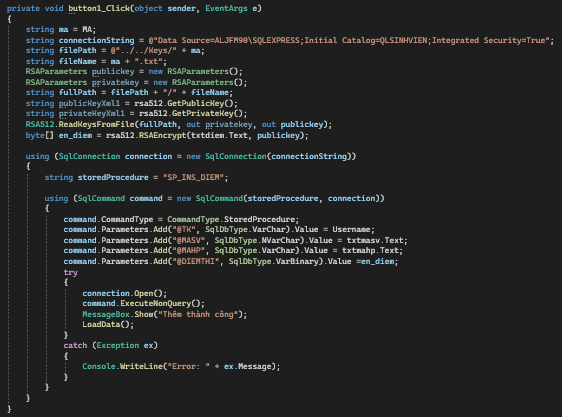 private void button1_Click(object sender, EventArgs e)
{
string ma = MA;
string connectionString = @"Data Source=ALJFM90\SQLEXPRESS;Initial Catalog=QLSINHVIEN;Integrated Security=True";
string filePath = @"../../Keys/" + ma;
string fileName = ma + ".txt";
RSAParameters publickey = new RSAParameters();
RSAParameters privatekey = new RSAParameters();
string fullPath = filePath + "/" + fileName;
string publicKeyXml1 = rsa512.GetPublicKey();
string privateKeyXml1 = rsa512.GetPrivateKey();
RSA512.ReadKeysFromFile(fullPath, out privatekey, out publickey);
byte[] en_diem = rsa512.RSAEncrypt(txtdiem.Text, publickey);
using (SqlConnection connection = new SqlConnection(connectionString))
{
string storedProcedure = "SP_INS_DIEM";
using (SqlCommand command = new SqlCommand(storedProcedure, connection))
{
command.CommandType = CommandType.StoredProcedure;
command.Parameters.Add("@TK", SqlDbType.VarChar).Value = Username;
command.Parameters.Add("@MASV", SqlDbType.NVarChar).Value = txtmasv.Text;
command.Parameters.Add("@MAHP", SqlDbType.VarChar).Value = txtmahp.Text;
command.Parameters.Add("@DIEMTHI", SqlDbType.VarBinary).Value =en_diem;
try
{
connection.Open();
command.ExecuteNonQuery();
MessageBox.Show("Thêm thành công");
LoadData();
}
catch (Exception ex)
{
Console.WriteLine("Error: " + ex.Message);
}
}
}
}